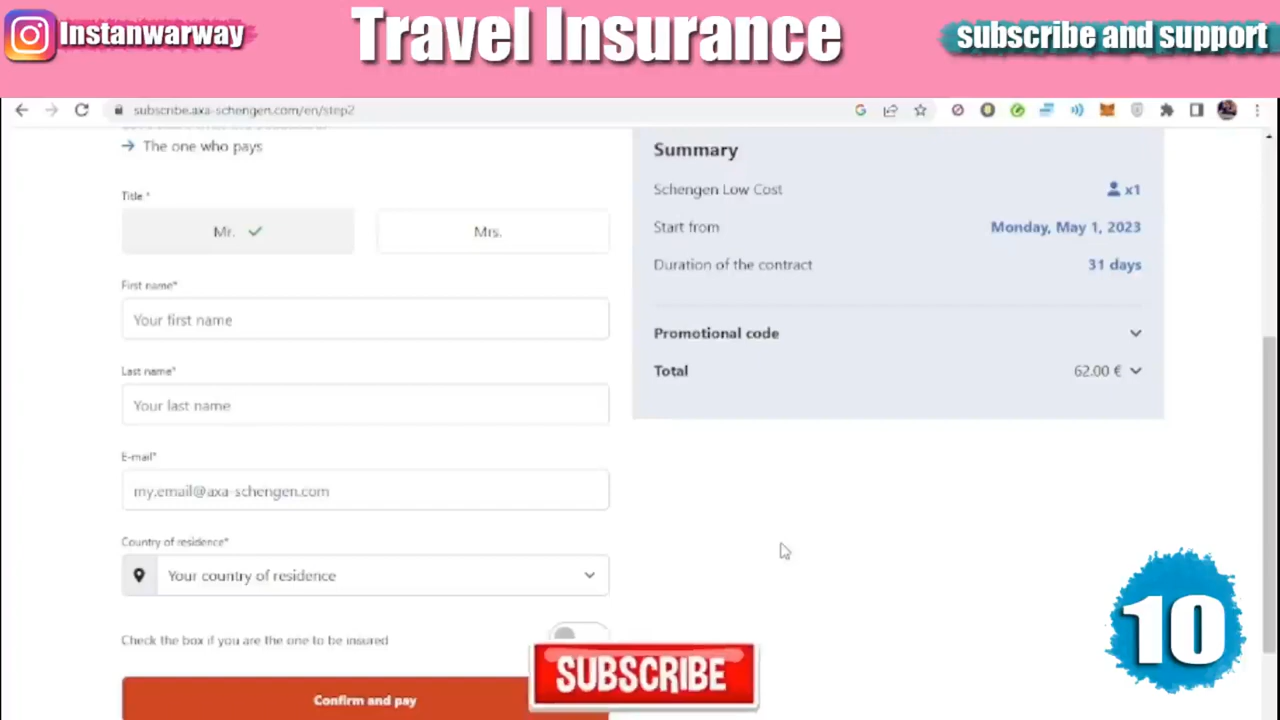 Instanwarway
Travel Insurance
subscribe and support
subscribe.axa-schengen.com/en/step2
The one who pays
Title *
Mr.
Mrs.
First name*
Your first name
Last name*
Your last name
E-mail*
my.email@axa-schengen.com
Country of residence*
Your country of residence
Check the box if you are the one to be insured
Confirm and pay
Summary
Schengen Low Cost x1
Start from Monday, May 1, 2023
Duration of the contract 31 days
Promotional code
Total 62.00 €
SUBSCRIBE
10